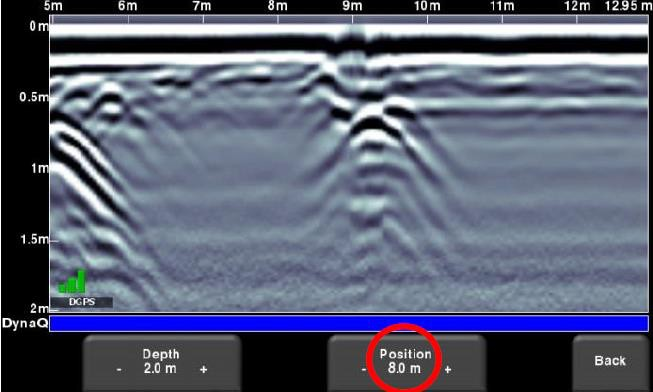 5m 6m 7m 8m 9m 10m 11m 12m 12.95 m
0m
0.5m
1m
1.5m
DGPS
2m
DynaQ
Depth Position
- 2.0 m + - 8.0 m + Back